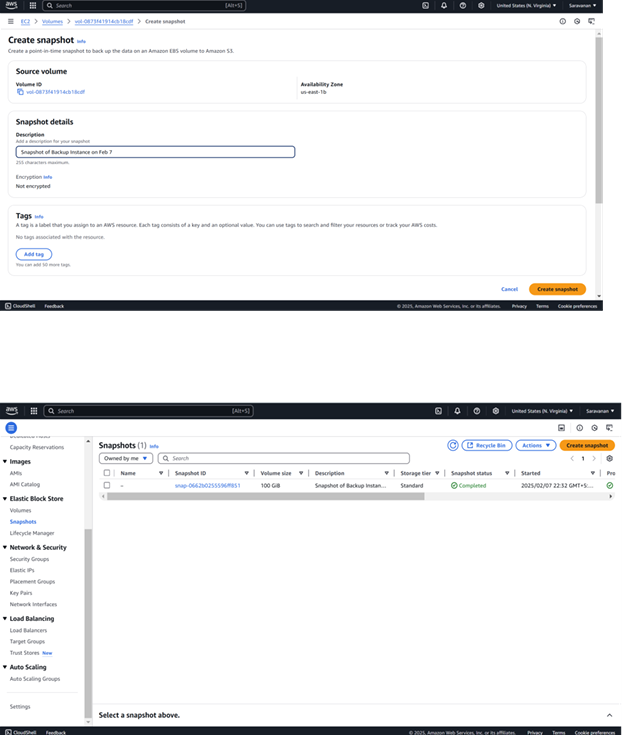 aws
Search [Alt+S] United States (N. Virginia) Saravanan
EC2 > Volumes > vol-0873f41914cb18cdf > Create snapshot
Create snapshot Info
Create a point-in-time snapshot to back up the data on an Amazon EBS volume to Amazon S3.
Source volume
Volume ID
vol-0873f41914cb18cdf
Availability Zone
us-east-1b
Snapshot details
Description
Add a description for your snapshot
Snapshot of Backup Instance on Feb 7
255 characters maximum.
Encryption Info
Not encrypted
Tags Info
A tag is a label that you assign to an AWS resource. Each tag consists of a key and an optional value. You can use tags to search and filter your resources or track your AWS costs.
No tags associated with the resource.
Add tag
You can add 50 more tags
Cancel Create snapshot
CloudShell Feedback © 2025, Amazon Web Services, Inc. or its affiliates. Privacy Terms Cookie preferences
aws
Search [Alt+S] United States (N. Virginia) Saravanan
Capacity Reservations
Images
AMIs
AMI Catalog
Elastic Block Store
Volumes
Snapshots
Lifecycle Manager
Network & Security
Security Groups
Elastic IPs
Placement Groups
Key Pairs
Network Interfaces
Load Balancing
Load Balancers
Target Groups
Trust Stores New
Auto Scaling
Auto Scaling Groups
Settings
Snapshots (1) Info
Recycle Bin Actions Create snapshot
Owned by me Search
1
Name Snapshot ID Volume size Description Storage tier Snapshot status Started Pro
– snap-0662b0255596ff851 100 GiB Snapshot of Backup Instan... Standard Completed 2025/02/07 22:32 GMT+5:...
Select a snapshot above.
CloudShell Feedback © 2025, Amazon Web Services, Inc. or its affiliates. Privacy Terms Cookie preferences